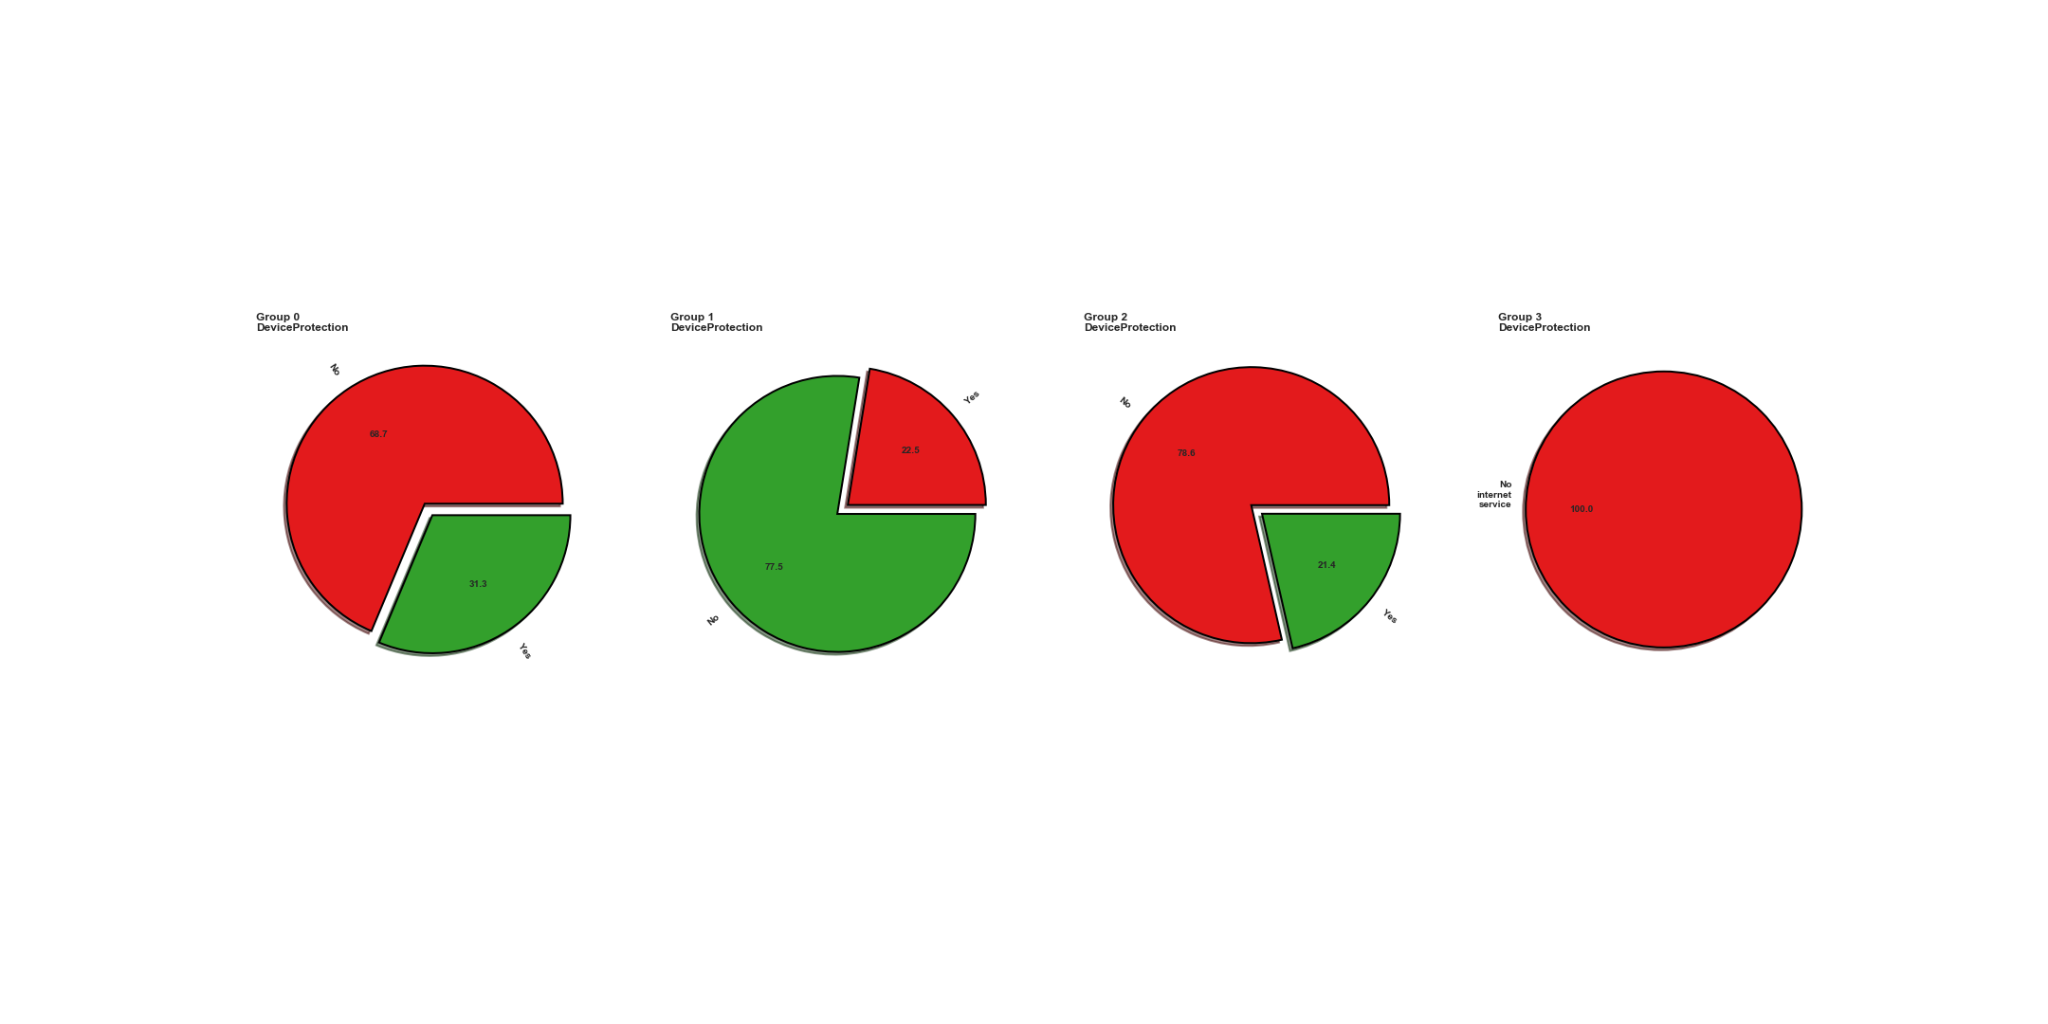 Group 0
DeviceProtection
No
68.7
31.3
Yes
Group 1
DeviceProtection
Yes
22.5
77.5
No
Group 2
DeviceProtection
No
78.6
21.4
Yes
Group 3
DeviceProtection
No
internet
service
100.0